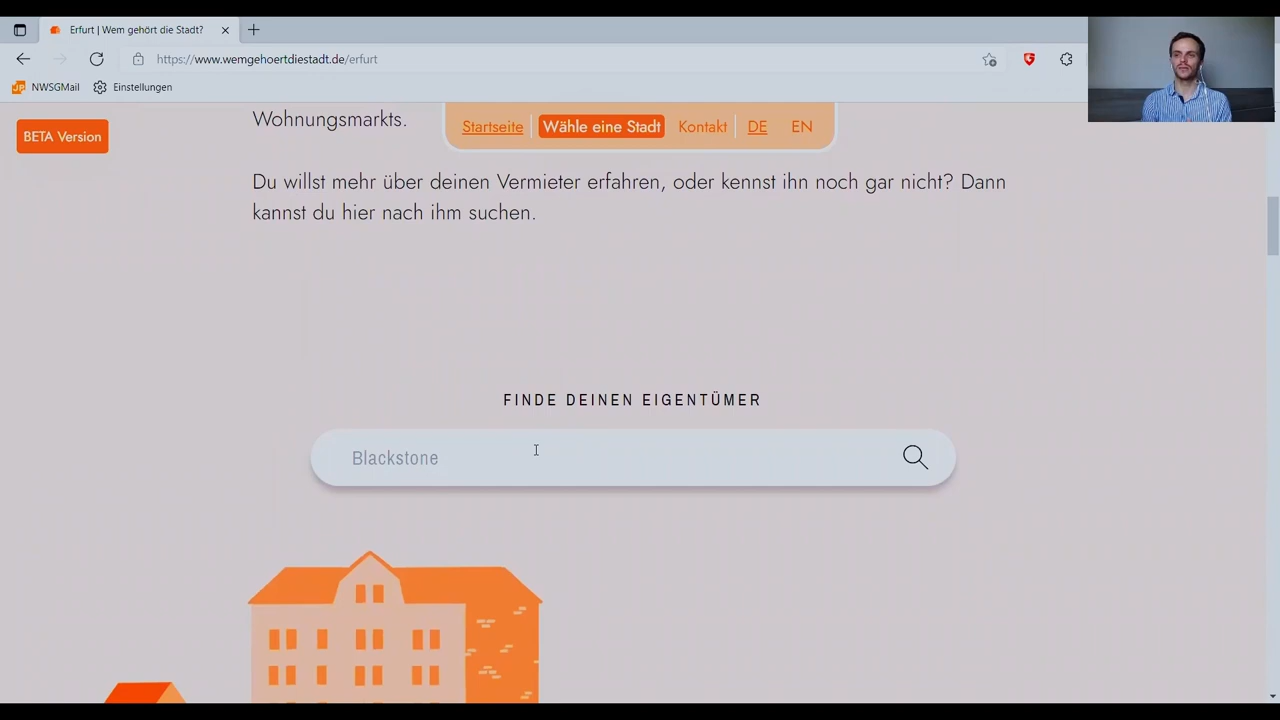 Erfurt | Wem gehört die Stadt?
https://www.wemgehoertdiestadt.de/erfurt
NWSGMail Einstellungen
BETA Version
Startseite Wähle eine Stadt Kontakt DE EN
Wohnungsmarkts.
Du willst mehr über deinen Vermieter erfahren, oder kennst ihn noch gar nicht? Dann
kannst du hier nach ihm suchen.
FINDE DEINEN EIGENTÜMER
Blackstone